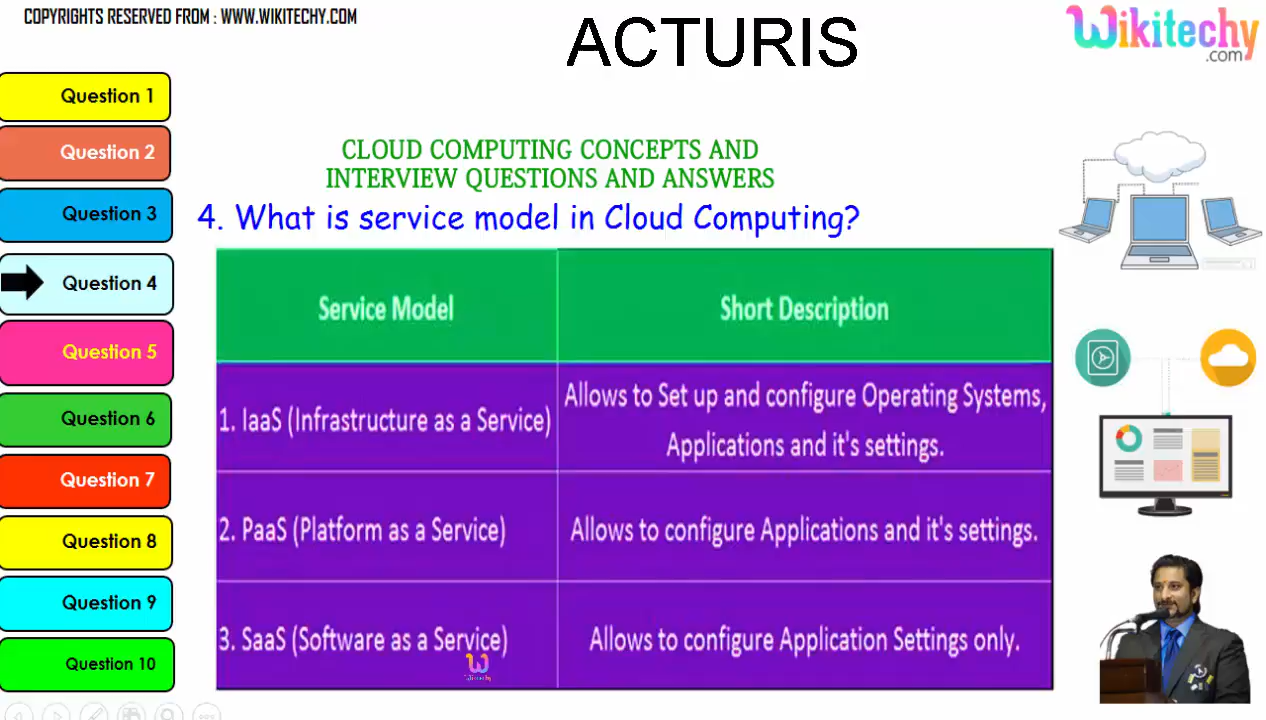 COPYRIGHTS RESERVED FROM : WWW.WIKITECHY.COM
ACTURIS
Wikitechy
.com
Question 1
Question 2
Question 3
Question 4
Question 5
Question 6
Question 7
Question 8
Question 9
Question 10
CLOUD COMPUTING CONCEPTS AND
INTERVIEW QUESTIONS AND ANSWERS
4. What is service model in Cloud Computing?
Service Model
Short Description
1. IaaS (Infrastructure as a Service)
Allows to Set up and configure Operating Systems,
Applications and it's settings.
2. PaaS (Platform as a Service)
Allows to configure Applications and it's settings.
3. SaaS (Software as a Service)
Allows to configure Application Settings only.
Wikitechy